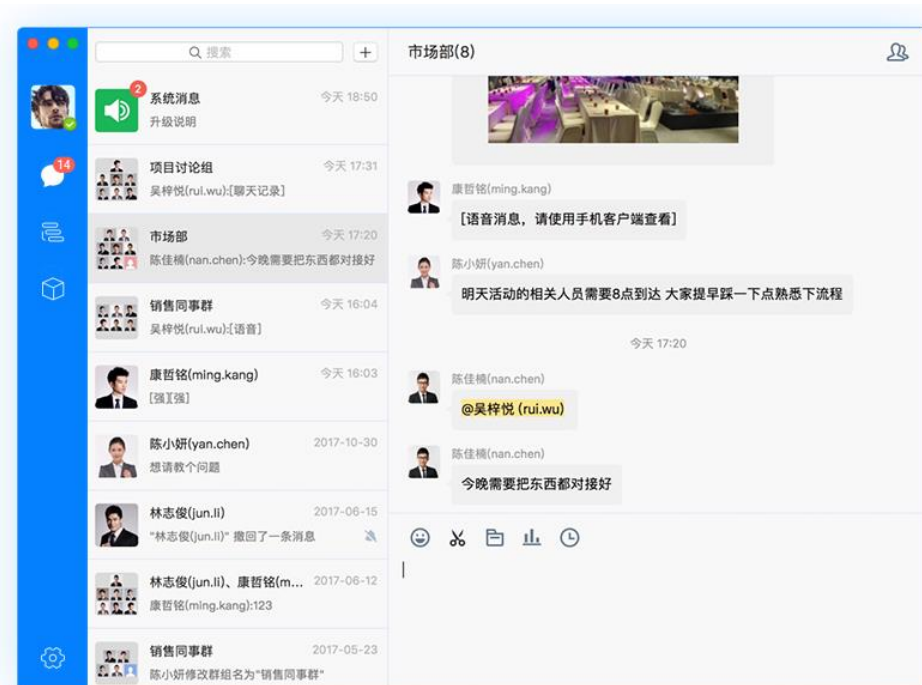 搜索
2
系统消息
今天 18:50
升级说明
14
项目讨论组
今天 17:31
吴梓悦(rui.wu):[聊天记录]
市场部
今天 17:20
陈佳楠(nan.chen):今晚需要把东西都对接好
销售同事群
今天 16:04
吴梓悦(rui.wu):[语音]
康哲铭(ming.kang)
今天 16:03
[强][强]
陈小妍(yan.chen)
2017-10-30
想请教个问题
林志俊(jun.li)
2017-06-15
"林志俊(jun.li)" 撤回了一条消息
林志俊(jun.li)、康哲铭(m...
2017-06-12
康哲铭(ming.kang):123
销售同事群
2017-05-23
陈小妍修改群组名为"销售同事群"
市场部(8)
康哲铭(ming.kang)
[语音消息，请使用手机客户端查看]
陈小妍(yan.chen)
明天活动的相关人员需要8点到达 大家提早踩一下点熟悉下流程
今天 17:20
陈佳楠(nan.chen)
@吴梓悦 (rui.wu)
陈佳楠(nan.chen)
今晚需要把东西都对接好